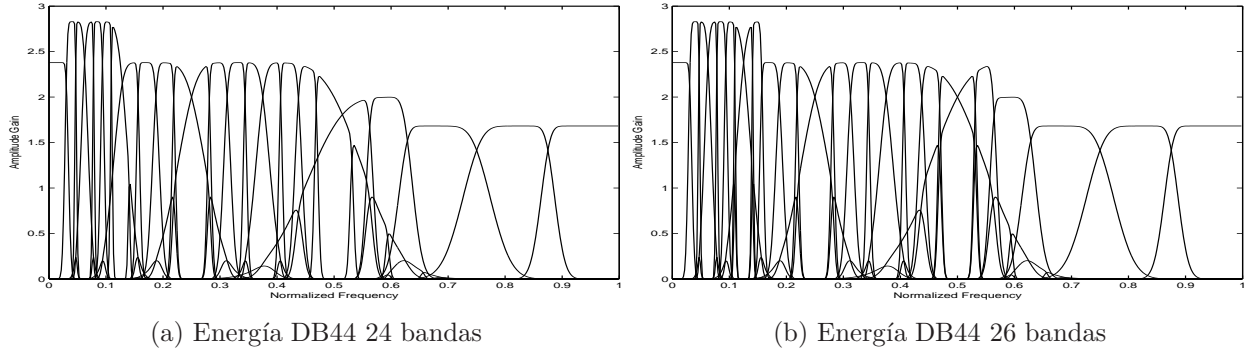 3
2.5
2
1.5
1
0.5
0
Amplitude Gain
0 0.1 0.2 0.3 0.4 0.5 0.6 0.7 0.8 0.9 1
Normalized Frequency
(a) Energía DB44 24 bandas
3
2.5
2
1.5
1
0.5
0
Amplitude Gain
0 0.1 0.2 0.3 0.4 0.5 0.6 0.7 0.8 0.9 1
Normalized Frequency
(b) Energía DB44 26 bandas